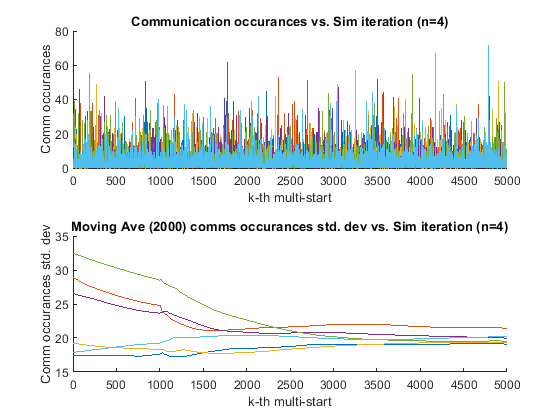 Communication occurances vs. Sim iteration (n=4)
Comm occurances
80
60
40
20
0
0 500 1000 1500 2000 2500 3000 3500 4000 4500 5000
k-th multi-start
Moving Ave (2000) comms occurances std. dev vs. Sim iteration (n=4)
Comm occurances std. dev
35
30
25
20
15
0 500 1000 1500 2000 2500 3000 3500 4000 4500 5000
k-th multi-start